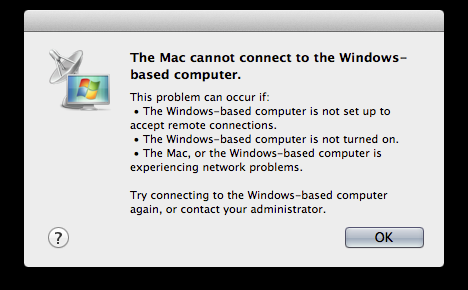 The Mac cannot connect to the Windows-
based computer.
This problem can occur if:
• The Windows-based computer is not set up to
accept remote connections.
• The Windows-based computer is not turned on.
• The Mac, or the Windows-based computer is
experiencing network problems.
Try connecting to the Windows-based computer
again, or contact your administrator.
? OK